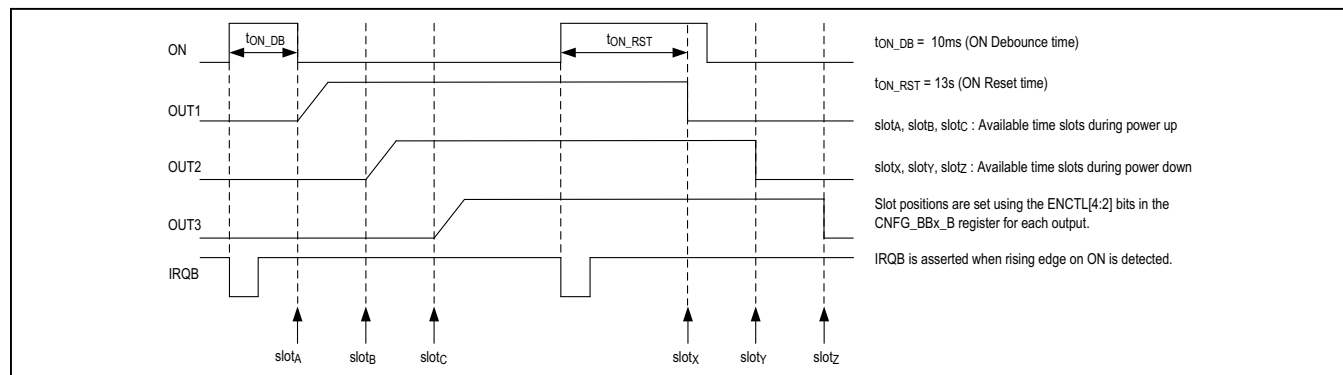 ON
tON_DB
tON_RST
OUT1
OUT2
OUT3
IRQB
slotA
slotB
slotC
slotX
slotY
slotZ
tON_DB = 10ms (ON Debounce time)
tON_RST = 13s (ON Reset time)
slotA, slotB, slotC : Available time slots during power up
slotX, slotY, slotZ : Available time slots during power down
Slot positions are set using the ENCTL[4:2] bits in the
CNFG_BBx_B register for each output.
IRQB is asserted when rising edge on ON is detected.